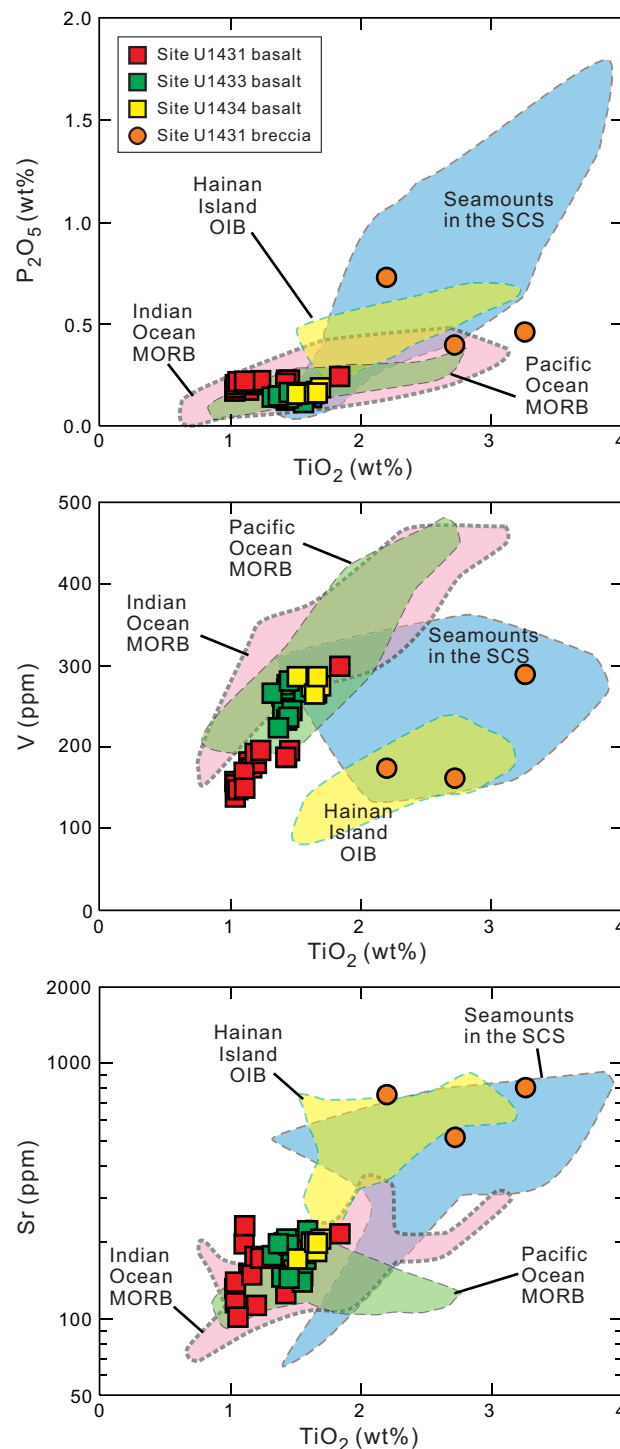 2.0
Site U1431 basalt
Site U1433 basalt
Site U1434 basalt
Site U1431 breccia
1.5
1.0
0.5
0.0
P2O5 (wt%)
Hainan
Island
OIB
Seamounts
in the SCS
Indian
Ocean
MORB
Pacific
Ocean
MORB
0 1 2 3 4
TiO2 (wt%)
500
400
300
200
100
0
V (ppm)
Pacific
Ocean
MORB
Indian
Ocean
MORB
Seamounts
in the SCS
Hainan
Island
OIB
0 1 2 3 4
TiO2 (wt%)
2000
1000
100
50
Sr (ppm)
Seamounts
in the SCS
Hainan
Island
OIB
Indian
Ocean
MORB
Pacific
Ocean
MORB
0 1 2 3 4
TiO2 (wt%)